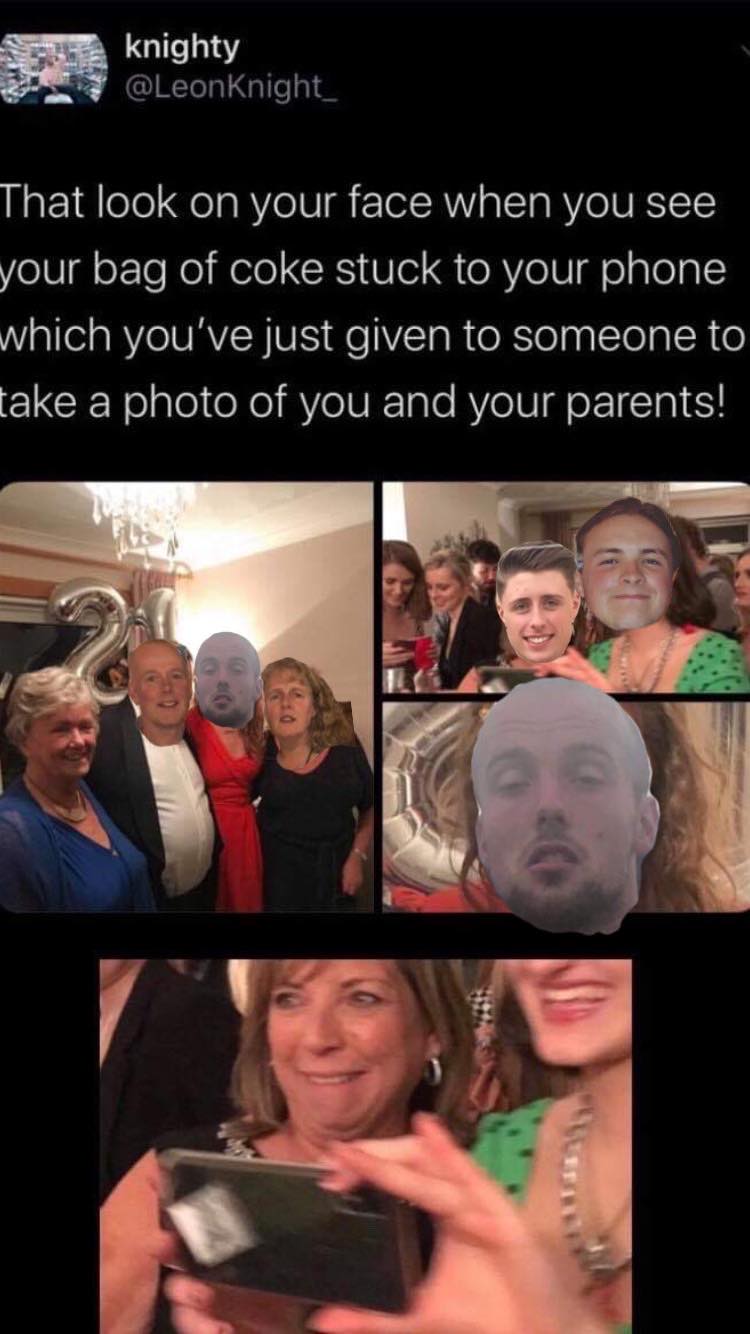 knighty
@LeonKnight_
That look on your face when you see
your bag of coke stuck to your phone
which you've just given to someone to
take a photo of you and your parents!
21